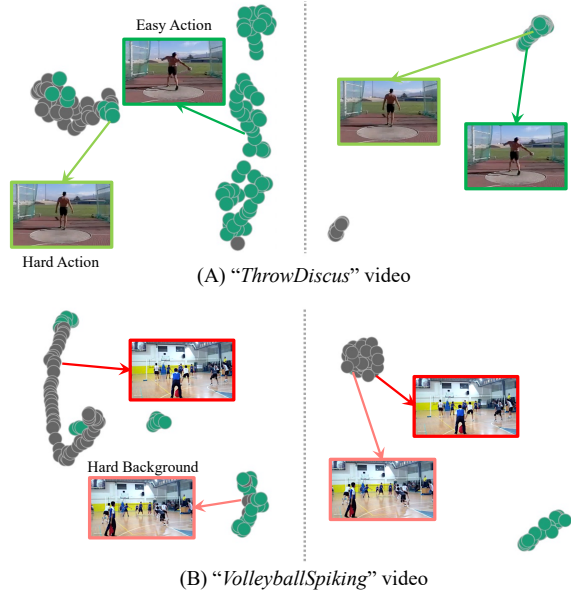 Easy Action
Hard Action
(A) “ThrowDiscus” video
Hard Background
(B) “VolleyballSpiking” video